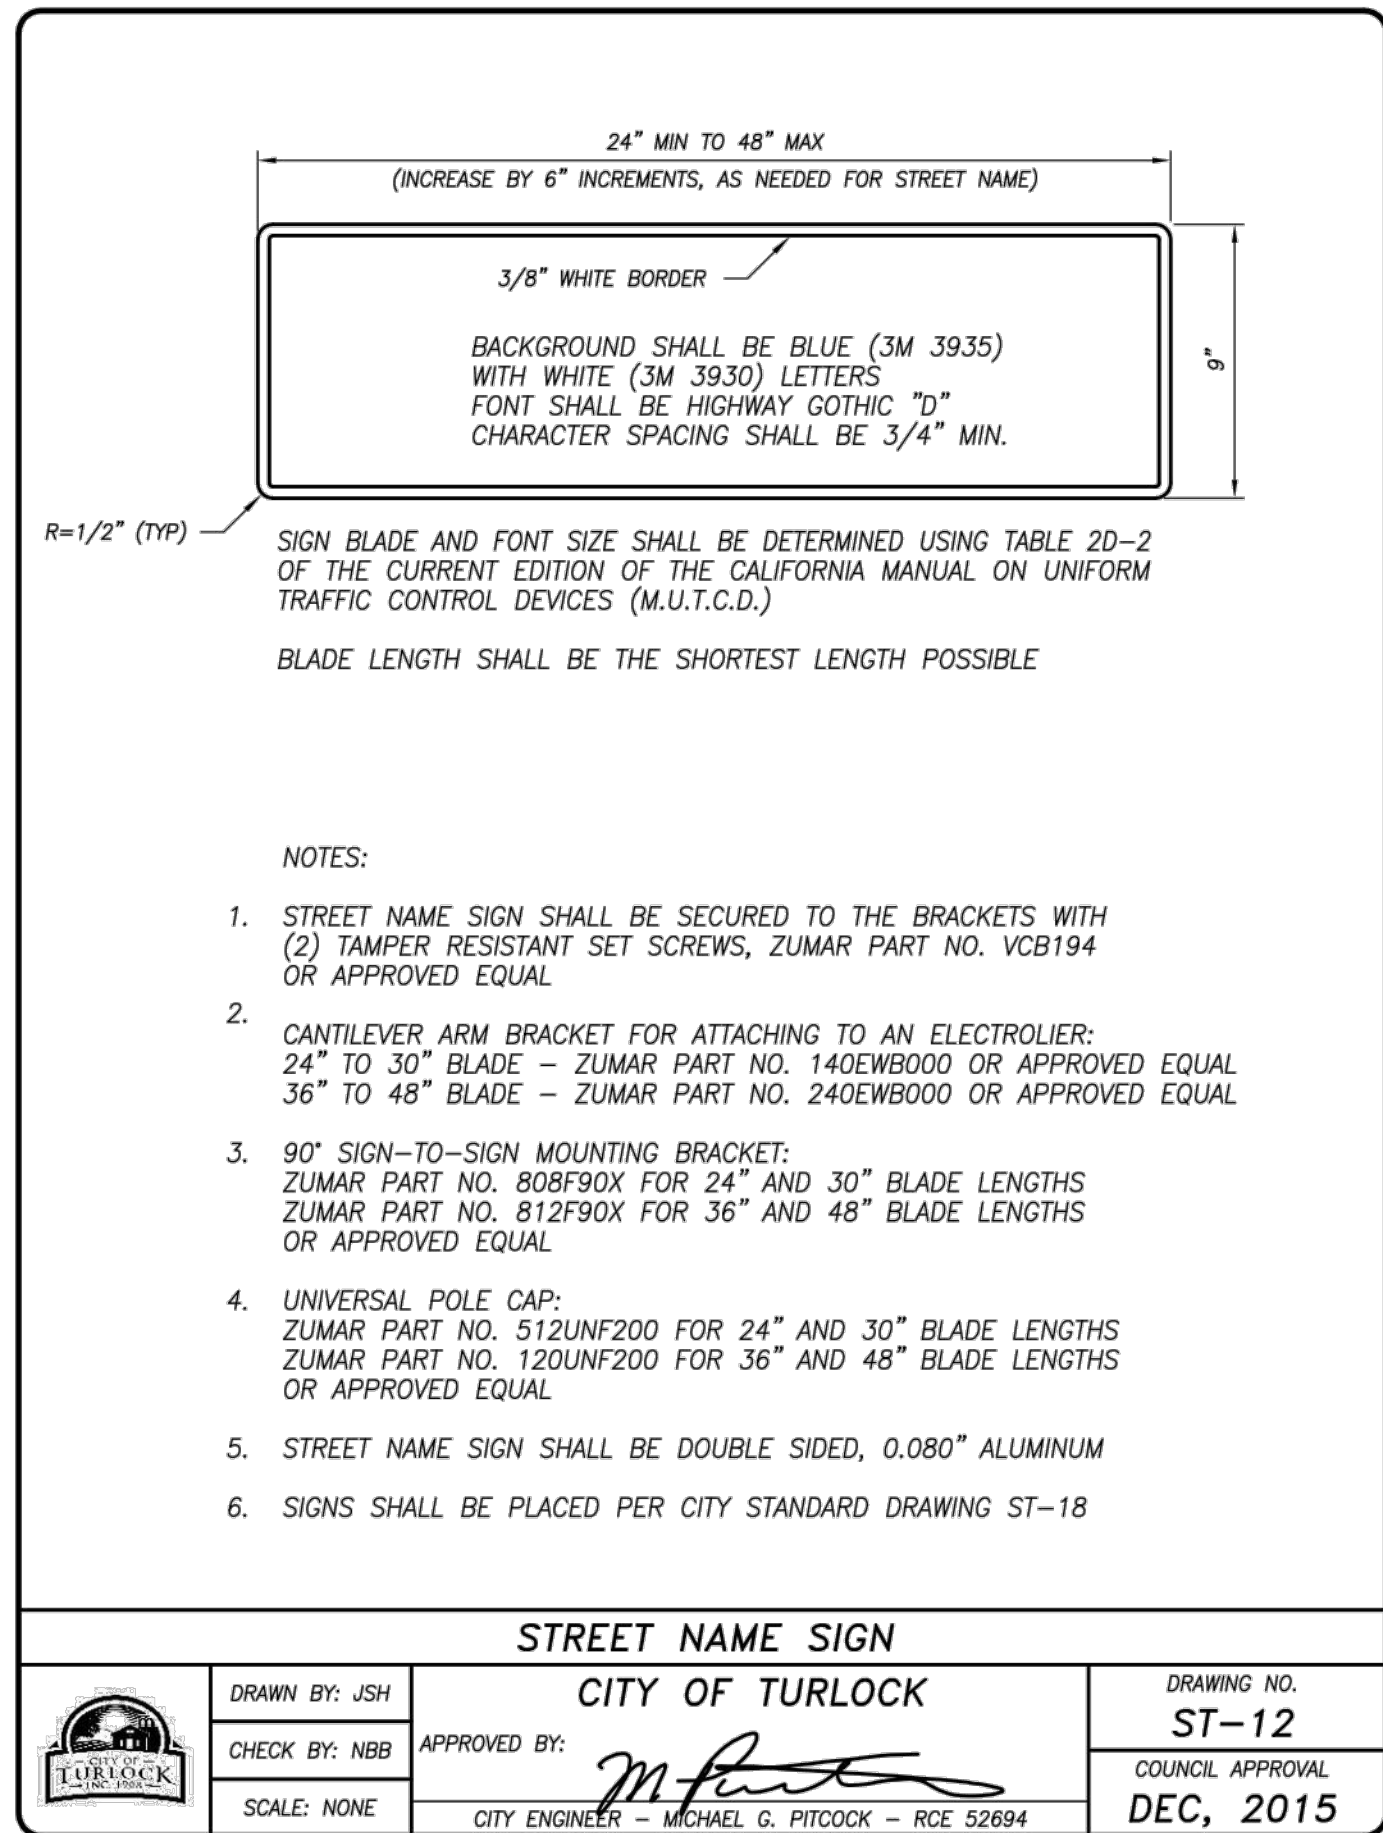 24" MIN TO 48" MAX
(INCREASE BY 6" INCREMENTS, AS NEEDED FOR STREET NAME)
3/8" WHITE BORDER
BACKGROUND SHALL BE BLUE (3M 3935)
WITH WHITE (3M 3930) LETTERS
FONT SHALL BE HIGHWAY GOTHIC "D"
CHARACTER SPACING SHALL BE 3/4" MIN.
9"
R=1/2" (TYP)
SIGN BLADE AND FONT SIZE SHALL BE DETERMINED USING TABLE 2D-2
OF THE CURRENT EDITION OF THE CALIFORNIA MANUAL ON UNIFORM
TRAFFIC CONTROL DEVICES (M.U.T.C.D.)
BLADE LENGTH SHALL BE THE SHORTEST LENGTH POSSIBLE
NOTES:
1. STREET NAME SIGN SHALL BE SECURED TO THE BRACKETS WITH
(2) TAMPER RESISTANT SET SCREWS, ZUMAR PART NO. VCB194
OR APPROVED EQUAL
2.
CANTILEVER ARM BRACKET FOR ATTACHING TO AN ELECTROLIER:
24" TO 30" BLADE - ZUMAR PART NO. 140EWB000 OR APPROVED EQUAL
36" TO 48" BLADE - ZUMAR PART NO. 240EWB000 OR APPROVED EQUAL
3. 90° SIGN-TO-SIGN MOUNTING BRACKET:
ZUMAR PART NO. 808F90X FOR 24" AND 30" BLADE LENGTHS
ZUMAR PART NO. 812F90X FOR 36" AND 48" BLADE LENGTHS
OR APPROVED EQUAL
4. UNIVERSAL POLE CAP:
ZUMAR PART NO. 512UNF200 FOR 24" AND 30" BLADE LENGTHS
ZUMAR PART NO. 120UNF200 FOR 36" AND 48" BLADE LENGTHS
OR APPROVED EQUAL
5. STREET NAME SIGN SHALL BE DOUBLE SIDED, 0.080" ALUMINUM
6. SIGNS SHALL BE PLACED PER CITY STANDARD DRAWING ST-18
STREET NAME SIGN
CITY OF
TURLOCK
INC. 1908
DRAWN BY: JSH
CHECK BY: NBB
SCALE: NONE
CITY OF TURLOCK
APPROVED BY:
CITY ENGINEER - MICHAEL G. PITCOCK - RCE 52694
DRAWING NO.
ST-12
COUNCIL APPROVAL
DEC, 2015